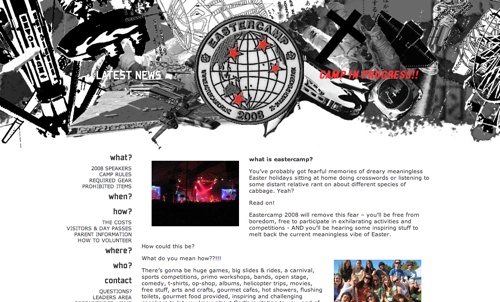 EASTERCAMP
2008
LATEST NEWS
CAMP IN PROGRESS!!
what?
2008 SPEAKERS
CAMP RULES
REQUIRED GEAR
PROHIBITED ITEMS
when?
how?
THE COSTS
VISITORS & DAY PASSES
PARENT INFORMATION
HOW TO VOLUNTEER
where?
who?
contact
QUESTIONS?
LEADERS AREA
what is eastercamp?
You've probably got fearful memories of dreary meaningless
Easter holidays sitting at home doing crosswords or listening to
some distant relative rant on about different species of
cabbage. Yeah?
Read on!
Eastercamp 2008 will remove this fear – you'll be free from
boredom, free to participate in exhilarating activities and
competitions - AND you'll be hearing some inspiring stuff to
melt back the current meaningless vibe of Easter.
How could this be?
What do you mean how??!!!
There's gonna be huge games, big slides & rides, a carnival,
sports competitions, primo workshops, bands, open stage,
comedy, t-shirts, op-shop, albums, helicopter trips, movies,
free stuff, arts and crafts, gourmet cafes, hot showers, flushing
toilets, gourmet food provided, inspiring and challenging